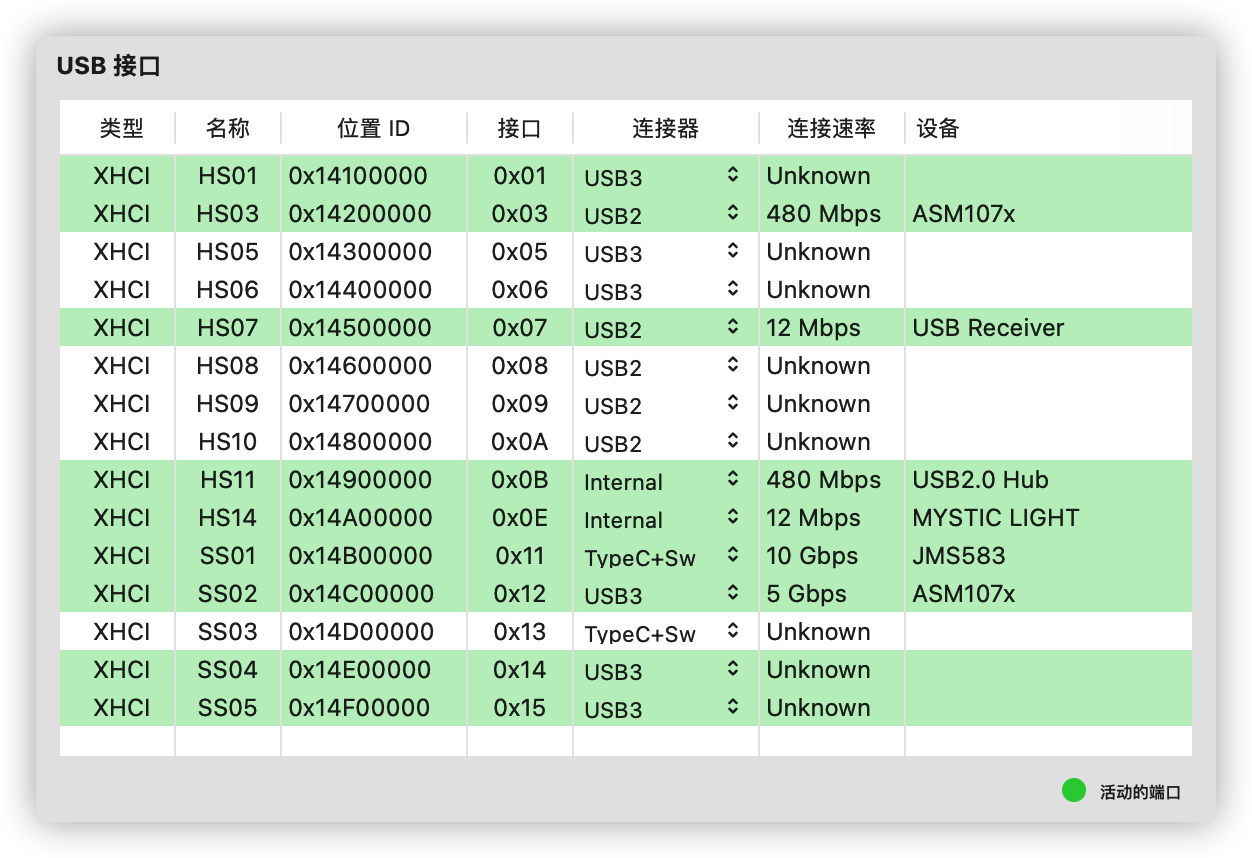 USB 接口
类型 名称 位置 ID 接口 连接器 连接速率 设备
XHCI HS01 0x14100000 0x01 USB3 Unknown
XHCI HS03 0x14200000 0x03 USB2 480 Mbps ASM107x
XHCI HS05 0x14300000 0x05 USB3 Unknown
XHCI HS06 0x14400000 0x06 USB3 Unknown
XHCI HS07 0x14500000 0x07 USB2 12 Mbps USB Receiver
XHCI HS08 0x14600000 0x08 USB2 Unknown
XHCI HS09 0x14700000 0x09 USB2 Unknown
XHCI HS10 0x14800000 0x0A USB2 Unknown
XHCI HS11 0x14900000 0x0B Internal 480 Mbps USB2.0 Hub
XHCI HS14 0x14A00000 0x0E Internal 12 Mbps MYSTIC LIGHT
XHCI SS01 0x14B00000 0x11 TypeC+Sw 10 Gbps JMS583
XHCI SS02 0x14C00000 0x12 USB3 5 Gbps ASM107x
XHCI SS03 0x14D00000 0x13 TypeC+Sw Unknown
XHCI SS04 0x14E00000 0x14 USB3 Unknown
XHCI SS05 0x14F00000 0x15 USB3 Unknown
活动的端口